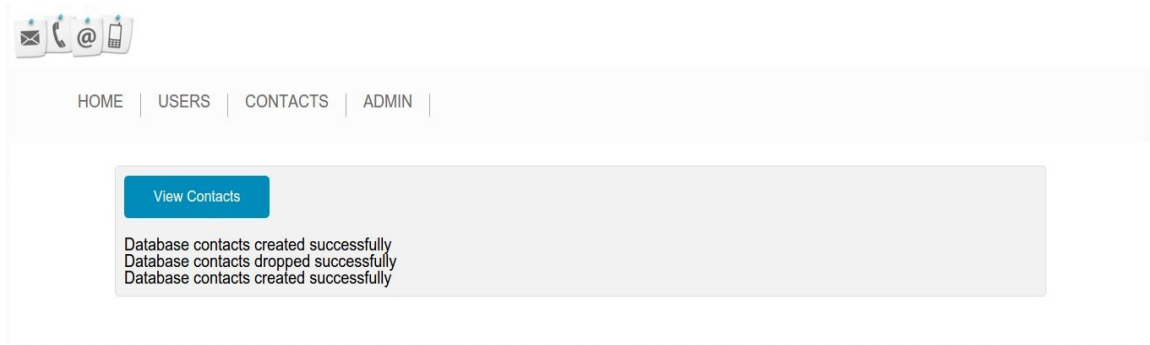 @
HOME | USERS | CONTACTS | ADMIN |
View Contacts
Database contacts created successfully
Database contacts dropped successfully
Database contacts created successfully